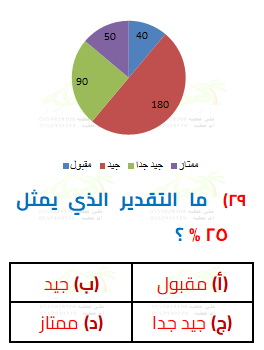 50
40
90
180
مقبول جيد جيد جدا ممتاز
٢٩) ما التقدير الذي يمثل
٢٥ % ؟
(أ) مقبول (ب) جيد
(ج) جيد جدا (د) ممتاز